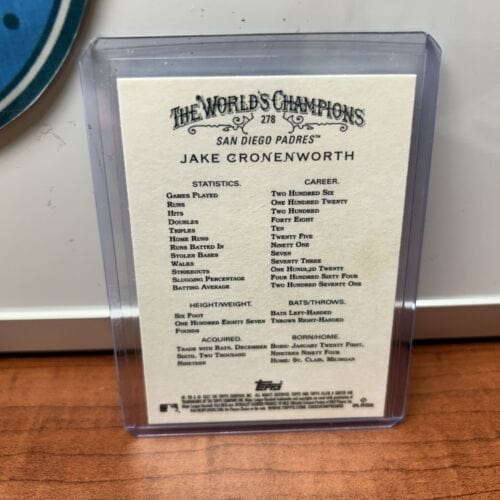 THE WORLD'S CHAMPIONS
278
SAN DIEGO PADRES™
JAKE CRONENWORTH
STATISTICS. CAREER.
GAMES PLAYED TWO HUNDRED SIX
RUNS ONE HUNDRED TWENTY
HITS TWO HUNDRED
DOUBLES FORTY EIGHT
TRIPLES TEN
HOME RUNS TWENTY FIVE
RUNS BATTED IN NINETY ONE
STOLEN BASES SEVEN
WALKS SEVENTY THREE
STRIKEOUTS ONE HUNDRED TWENTY
SLUGGING PERCENTAGE FOUR HUNDRED SIXTY FOUR
BATTING AVERAGE TWO HUNDRED SEVENTY ONE
HEIGHT/WEIGHT. BATS/THROWS.
SIX FOOT BATS LEFT-HANDED
ONE HUNDRED EIGHTY SEVEN THROWS RIGHT-HANDED
POUNDS
ACQUIRED. BORN/HOME.
TRADE WITH RAYS, DECEMBER BORN: JANUARY TWENTY FIRST,
SIXTH, TWO THOUSAND NINETEEN NINETY FOUR
NINETEEN HOME: ST. CLAIR, MICHIGAN
TOPPS